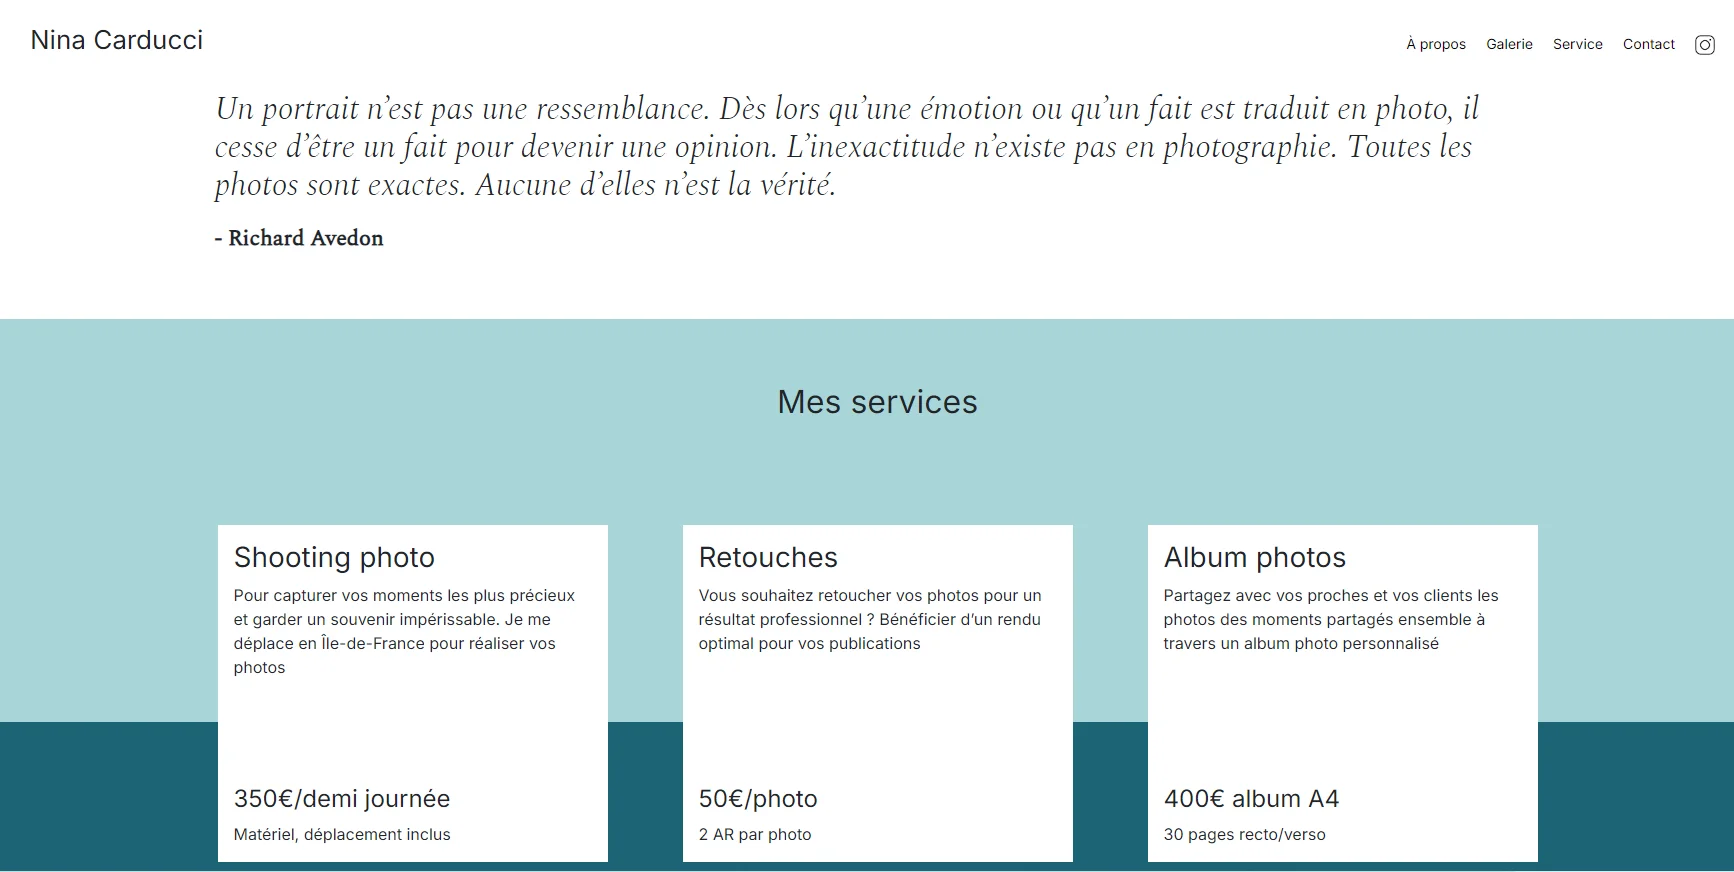 Nina Carducci
À propos Galerie Service Contact
Un portrait n’est pas une ressemblance. Dès lors qu’une émotion ou qu’un fait est traduit en photo, il
cesse d’être un fait pour devenir une opinion. L’inexactitude n’existe pas en photographie. Toutes les
photos sont exactes. Aucune d’elles n’est la vérité.
- Richard Avedon
Mes services
Shooting photo
Pour capturer vos moments les plus précieux
et garder un souvenir impérissable. Je me
déplace en Île-de-France pour réaliser vos
photos
350€/demi journée
Matériel, déplacement inclus
Retouches
Vous souhaitez retoucher vos photos pour un
résultat professionnel ? Bénéficier d’un rendu
optimal pour vos publications
50€/photo
2 AR par photo
Album photos
Partagez avec vos proches et vos clients les
photos des moments partagés ensemble à
travers un album photo personnalisé
400€ album A4
30 pages recto/verso